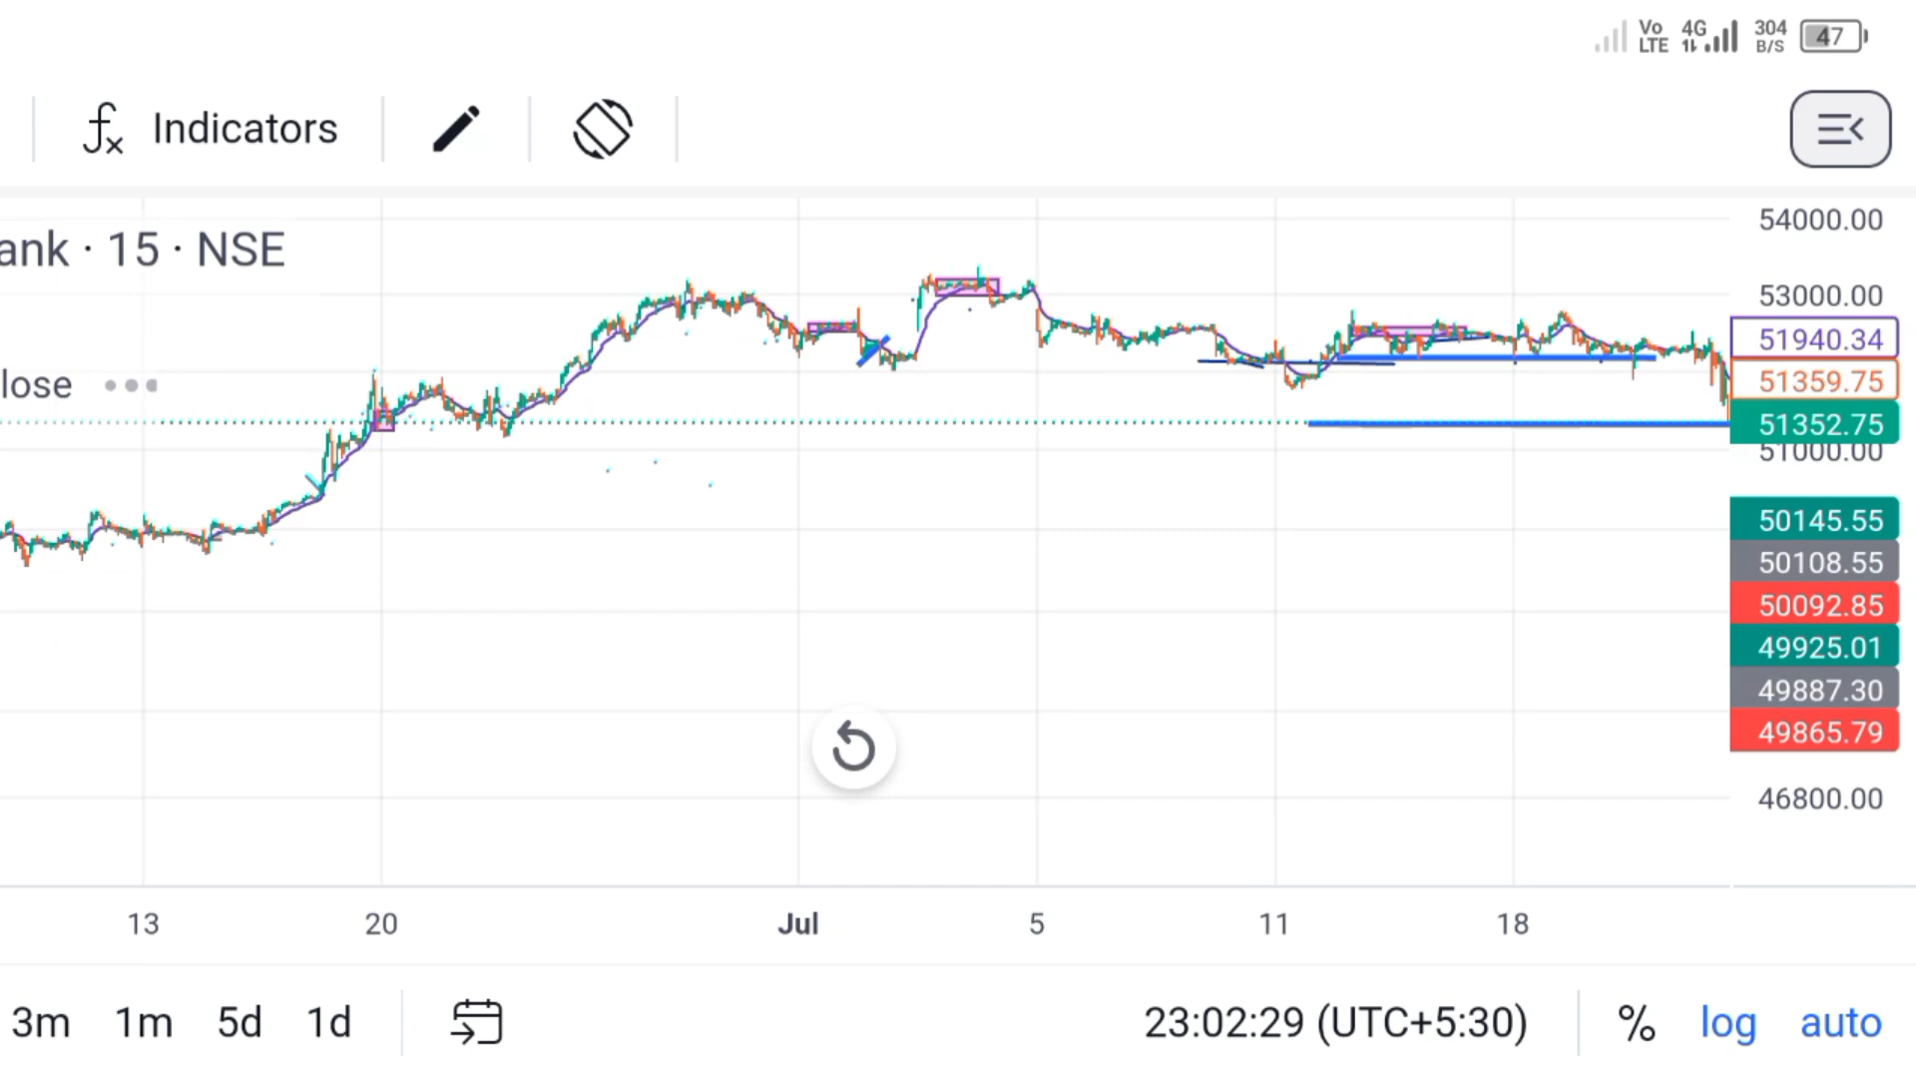 Vo LTE 4G 304 B/S 47
fx Indicators
ank · 15 · NSE
lose
54000.00
53000.00
51940.34
51359.75
51352.75
51000.00
50145.55
50108.55
50092.85
49925.01
49887.30
49865.79
46800.00
13 20 Jul 5 11 18
3m 1m 5d 1d 23:02:29 (UTC+5:30) % log auto